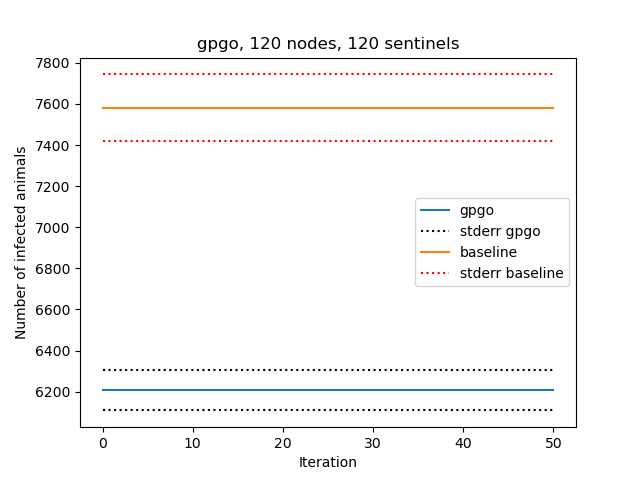 gpgo, 120 nodes, 120 sentinels
7800
7600
7400
7200
7000
6800
6600
6400
6200
Number of infected animals
gpgo
stderr gpgo
baseline
stderr baseline
0 10 20 30 40 50
Iteration